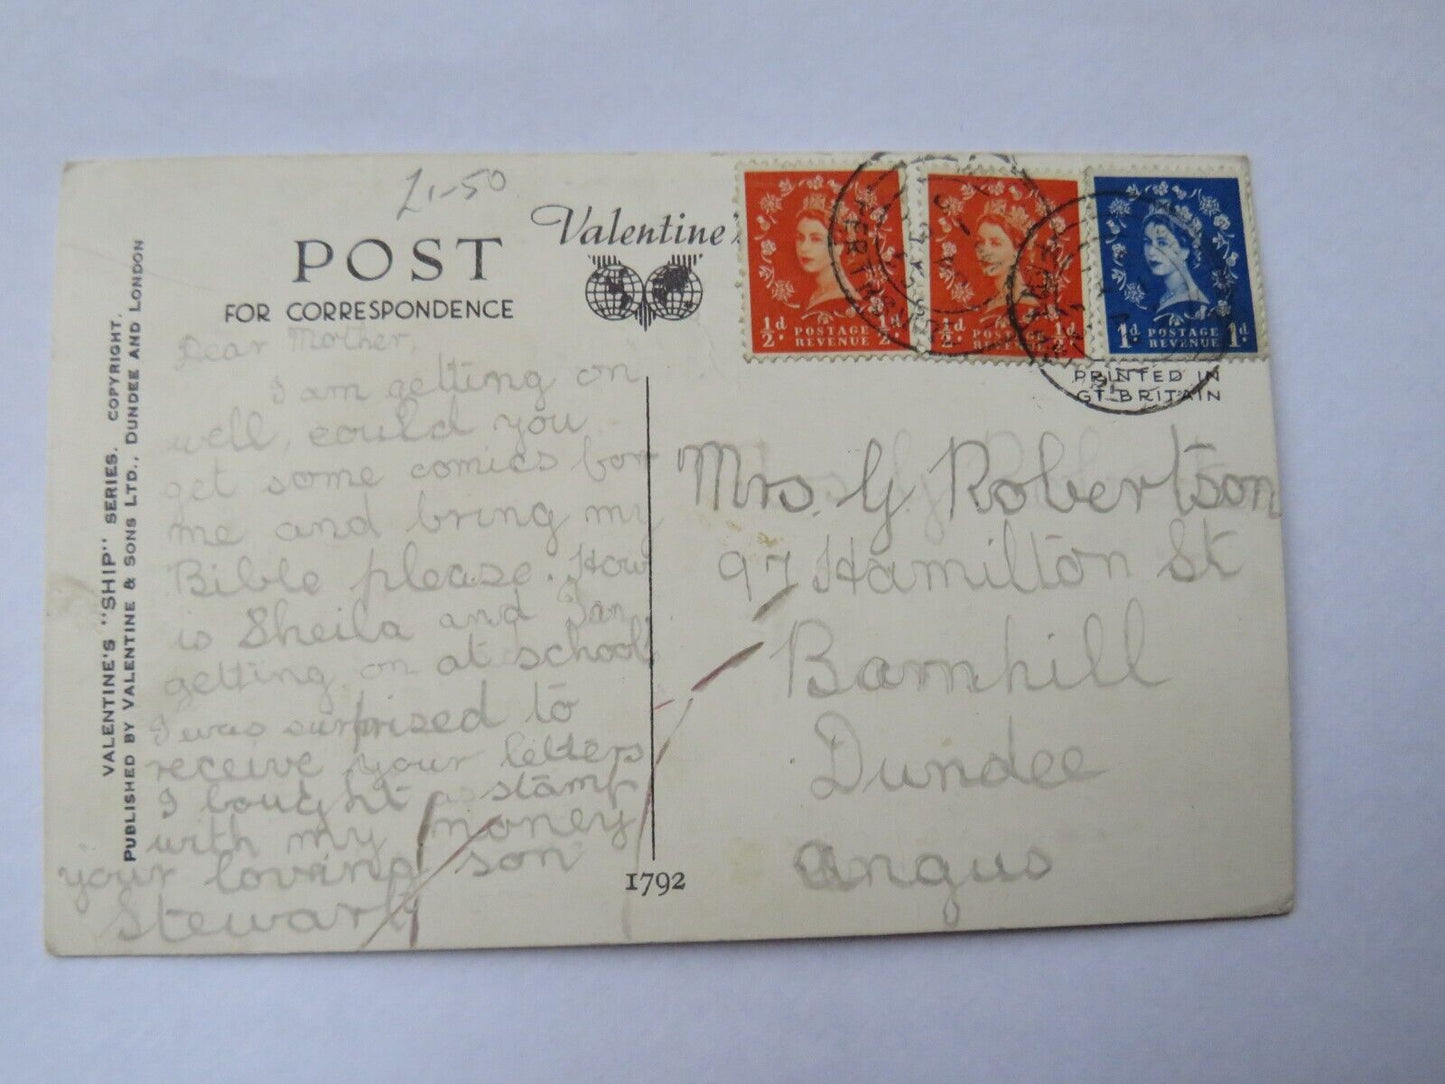 £1-50
POST
FOR CORRESPONDENCE
Valentine's
½d POSTAGE REVENUE ½d
½d POSTAGE REVENUE ½d
1d POSTAGE REVENUE 1d
PRINTED IN
GT. BRITAIN
VALENTINE'S "SHIP" SERIES. COPYRIGHT.
PUBLISHED BY VALENTINE & SONS LTD., DUNDEE AND LONDON
Dear Mother,
I am getting on
well, could you
get some comics for
me and bring my
Bible please. How
is Sheila and Ian
getting on at school
I was surprised to
receive your letters
I bought a stamp
with my money
your loving son
Stewart
1792
Mrs. G. Robertson
97 Hamilton St
Barnhill
Dundee
Angus